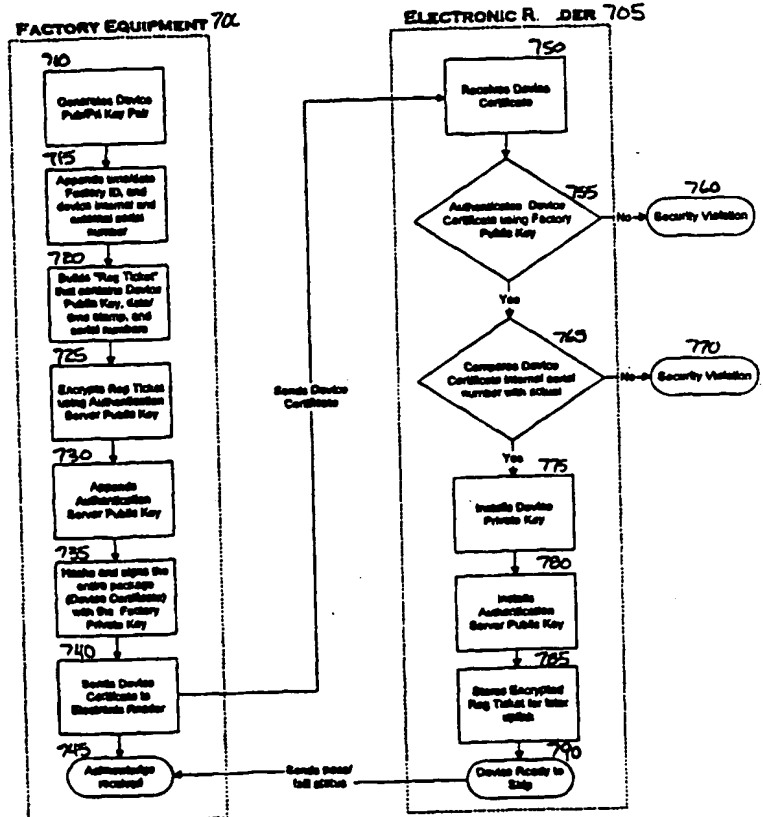 FACTORY EQUIPMENT 70
710
Generates Device
Pub/Pri Key Pair
715
Appends time/date
Factory ID, and
device internal and
external serial
number
720
Builds "Reg Ticket"
that contains Device
Public Key, date/
time stamp, and
serial numbers
725
Encrypts Reg Ticket
using Authentication
Server Public Key
730
Appends
Authentication
Server Public Key
735
Hashes and signs the
entire package
(Device Certificate)
with the Factory
Private Key
740
Sends Device
Certificate to
Electronic Reader
745
Acknowledge
received
Sends Device
Certificate
Sends pass/
fail status
ELECTRONIC R DER 705
750
Receives Device
Certificate
755
Authenticates Device
Certificate using Factory
Public Key
No
760
Security Violation
Yes
765
Compares Device
Certificate internal serial
number with actual
No
770
Security Violation
Yes
775
Installs Device
Private Key
780
Installs
Authentication
Server Public Key
785
Stores Encrypted
Reg Ticket for later
790
Device Ready to
Ship